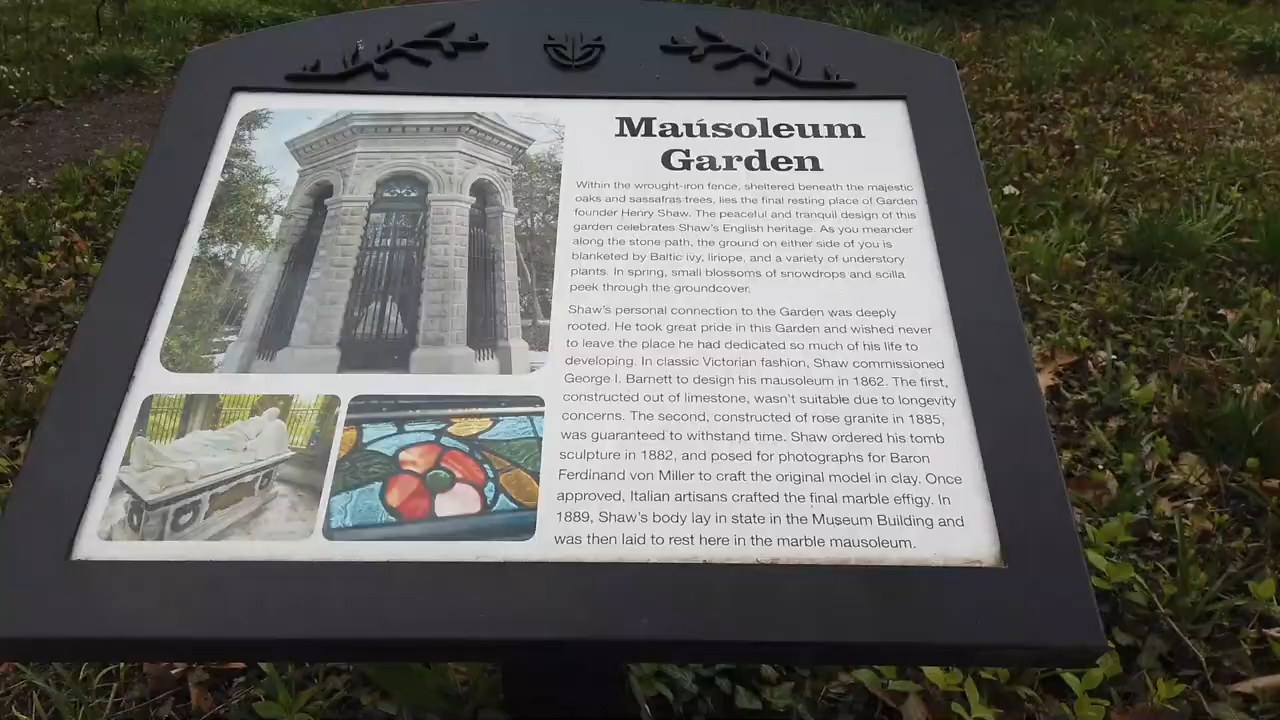 Maúsoleum
Garden
Within the wrought-iron fence, sheltered beneath the majestic
oaks and sassafras trees, lies the final resting place of Garden
founder Henry Shaw. The peaceful and tranquil design of this
garden celebrates Shaw's English heritage. As you meander
along the stone path, the ground on either side of you is
blanketed by Baltic ivy, liriope, and a variety of understory
plants. In spring, small blossoms of snowdrops and scilla
peek through the groundcover.
Shaw's personal connection to the Garden was deeply
rooted. He took great pride in this Garden and wished never
to leave the place he had dedicated so much of his life to
developing. In classic Victorian fashion, Shaw commissioned
George I. Barnett to design his mausoleum in 1862. The first,
constructed out of limestone, wasn't suitable due to longevity
concerns. The second, constructed of rose granite in 1885,
was guaranteed to withstand time. Shaw ordered his tomb
sculpture in 1882, and posed for photographs for Baron
Ferdinand von Miller to craft the original model in clay. Once
approved, Italian artisans crafted the final marble effigy. In
1889, Shaw's body lay in state in the Museum Building and
was then laid to rest here in the marble mausoleum.